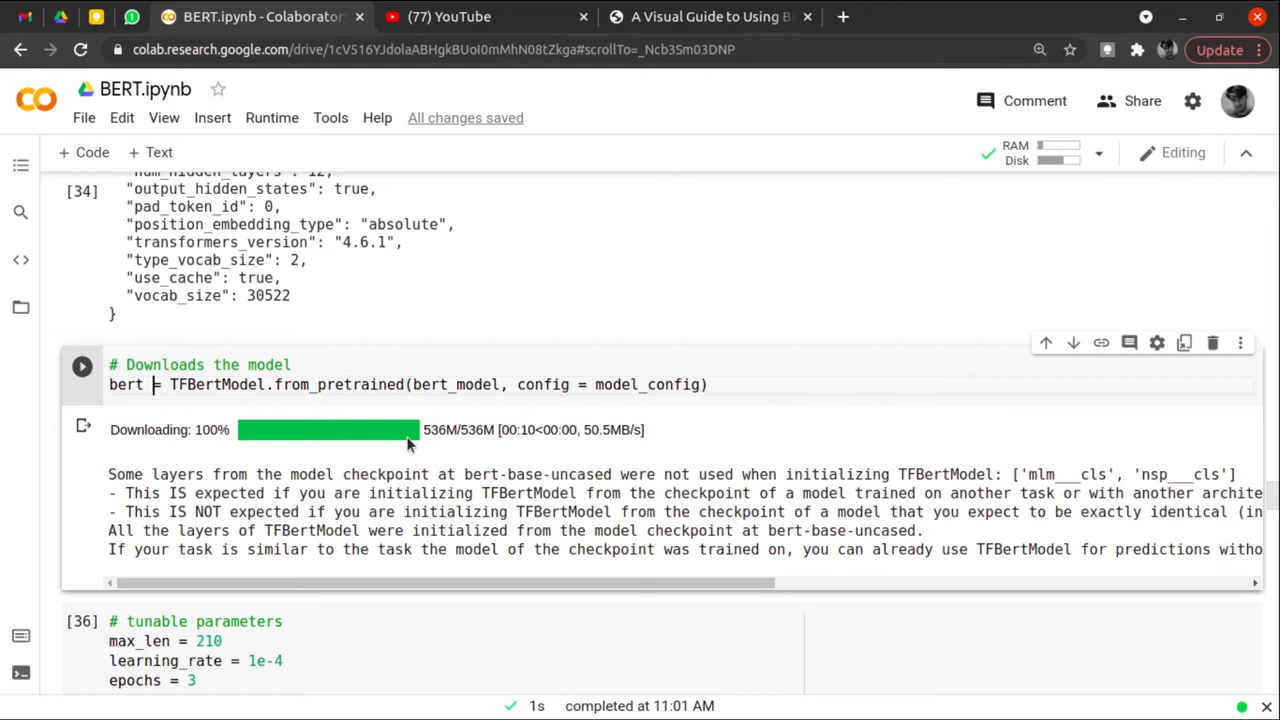 BERT.ipynb - Colaboratory
(77) YouTube
A Visual Guide to Using B
colab.research.google.com/drive/1cV516YJdolaABHgkBUoI0mMhN08tZkga#scrollTo=_Ncb3Sm03DNP
Update
BERT.ipynb
Comment
Share
File Edit View Insert Runtime Tools Help All changes saved
+ Code + Text
RAM
Disk
Editing
"num_hidden_layers": 12,
[34] "output_hidden_states": true,
"pad_token_id": 0,
"position_embedding_type": "absolute",
"transformers_version": "4.6.1",
"type_vocab_size": 2,
"use_cache": true,
"vocab_size": 30522
}
# Downloads the model
bert = TFBertModel.from_pretrained(bert_model, config = model_config)
Downloading: 100% 536M/536M [00:10<00:00, 50.5MB/s]
Some layers from the model checkpoint at bert-base-uncased were not used when initializing TFBertModel: ['mlm___cls', 'nsp___cls']
- This IS expected if you are initializing TFBertModel from the checkpoint of a model trained on another task or with another archite
- This IS NOT expected if you are initializing TFBertModel from the checkpoint of a model that you expect to be exactly identical (in
All the layers of TFBertModel were initialized from the model checkpoint at bert-base-uncased.
If your task is similar to the task the model of the checkpoint was trained on, you can already use TFBertModel for predictions witho
[36] # tunable parameters
max_len = 210
learning_rate = 1e-4
epochs = 3
1s completed at 11:01 AM